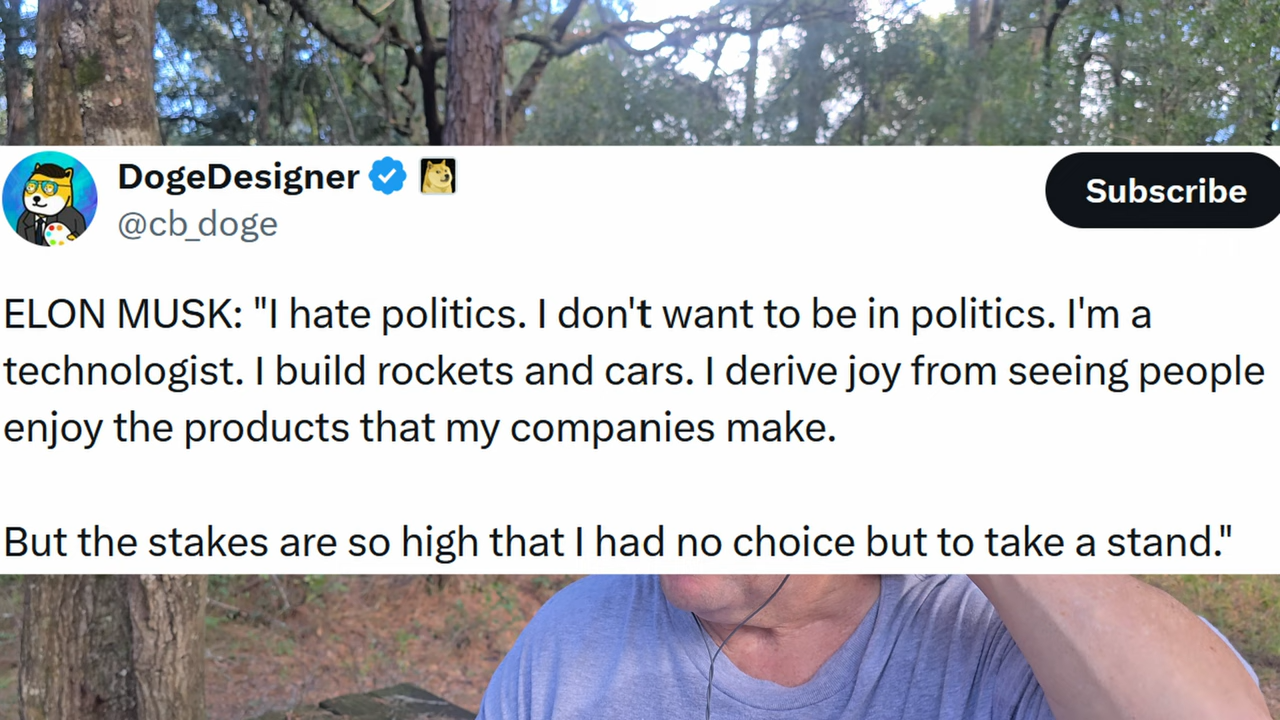 DogeDesigner
@cb_doge
Subscribe
ELON MUSK: "I hate politics. I don't want to be in politics. I'm a
technologist. I build rockets and cars. I derive joy from seeing people
enjoy the products that my companies make.
But the stakes are so high that I had no choice but to take a stand."